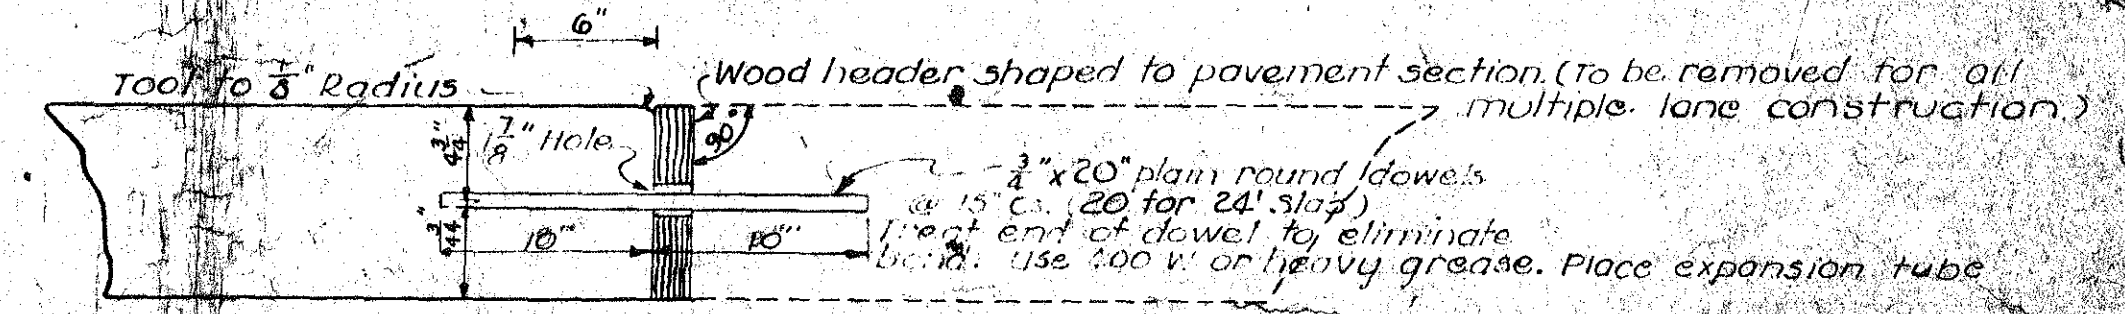 6"
Tool to 1/8" Radius
Wood header shaped to pavement section. (To be removed for all
multiple lane construction.)
90°
7/8" Hole
3/4" x 20" plain round dowels
@ 15" cs. (20 for 24' Slab)
Treat end of dowel to eliminate
bond. Use 400 W or heavy grease. Place expansion tube
4 3/4"
4 3/4"
10"
10"